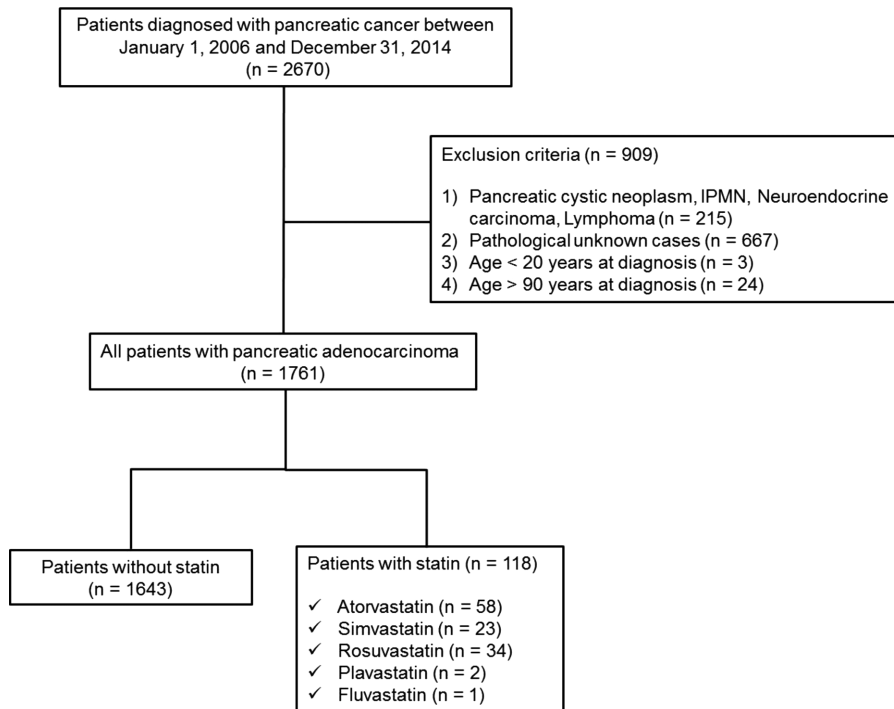 Patients diagnosed with pancreatic cancer between
January 1, 2006 and December 31, 2014
(n = 2670)
Exclusion criteria (n = 909)
1) Pancreatic cystic neoplasm, IPMN, Neuroendocrine
carcinoma, Lymphoma (n = 215)
2) Pathological unknown cases (n = 667)
3) Age < 20 years at diagnosis (n = 3)
4) Age > 90 years at diagnosis (n = 24)
All patients with pancreatic adenocarcinoma
(n = 1761)
Patients without statin
(n = 1643)
Patients with statin (n = 118)
✓ Atorvastatin (n = 58)
✓ Simvastatin (n = 23)
✓ Rosuvastatin (n = 34)
✓ Plavastatin (n = 2)
✓ Fluvastatin (n = 1)